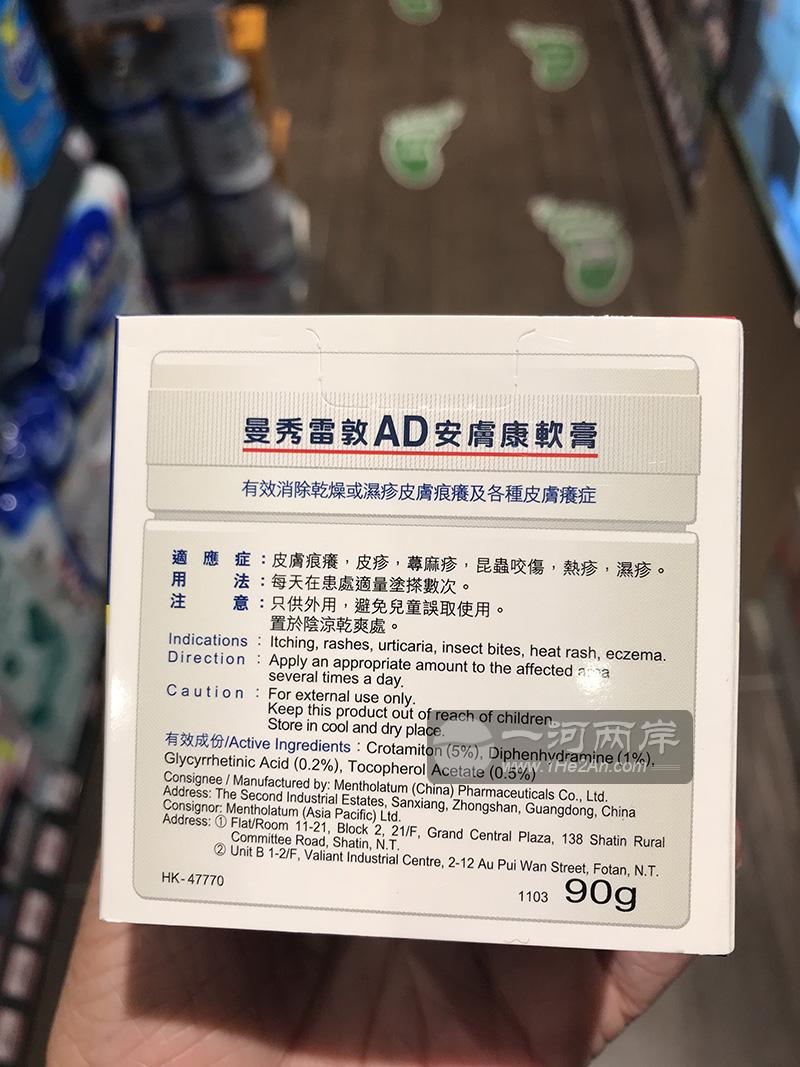 曼秀雷敦AD安膚康軟膏
有效消除乾燥或濕疹皮膚痕癢及各種皮膚癢症
適應症：皮膚痕癢，皮疹，蕁麻疹，昆蟲咬傷，熱疹，濕疹。
用法：每天在患處適量塗搽數次。
注意：只供外用，避免兒童誤取使用。
置於陰涼乾爽處。
Indications : Itching, rashes, urticaria, insect bites, heat rash, eczema.
Direction : Apply an appropriate amount to the affected area
several times a day.
Caution : For external use only.
Keep this product out of reach of children.
Store in cool and dry place.
有效成份/Active Ingredients : Crotamiton (5%), Diphenhydramine (1%),
Glycyrrhetinic Acid (0.2%), Tocopherol Acetate (0.5%)
Consignee / Manufactured by: Mentholatum (China) Pharmaceuticals Co., Ltd.
Address: The Second Industrial Estates, Sanxiang, Zhongshan, Guangdong, China
Consignor: Mentholatum (Asia Pacific) Ltd.
Address: ① Flat/Room 11-21, Block 2, 21/F, Grand Central Plaza, 138 Shatin Rural
Committee Road, Shatin, N.T.
② Unit B 1-2/F, Valiant Industrial Centre, 2-12 Au Pui Wan Street, Fotan, N.T.
HK-47770
1103 90g
一河两岸
www.1He2An.com